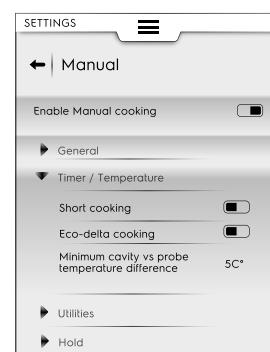 SETTINGS
Manual
Enable Manual cooking
General
Timer / Temperature
Short cooking
Eco-delta cooking
Minimum cavity vs probe
temperature difference
5C°
Utilities
Hold